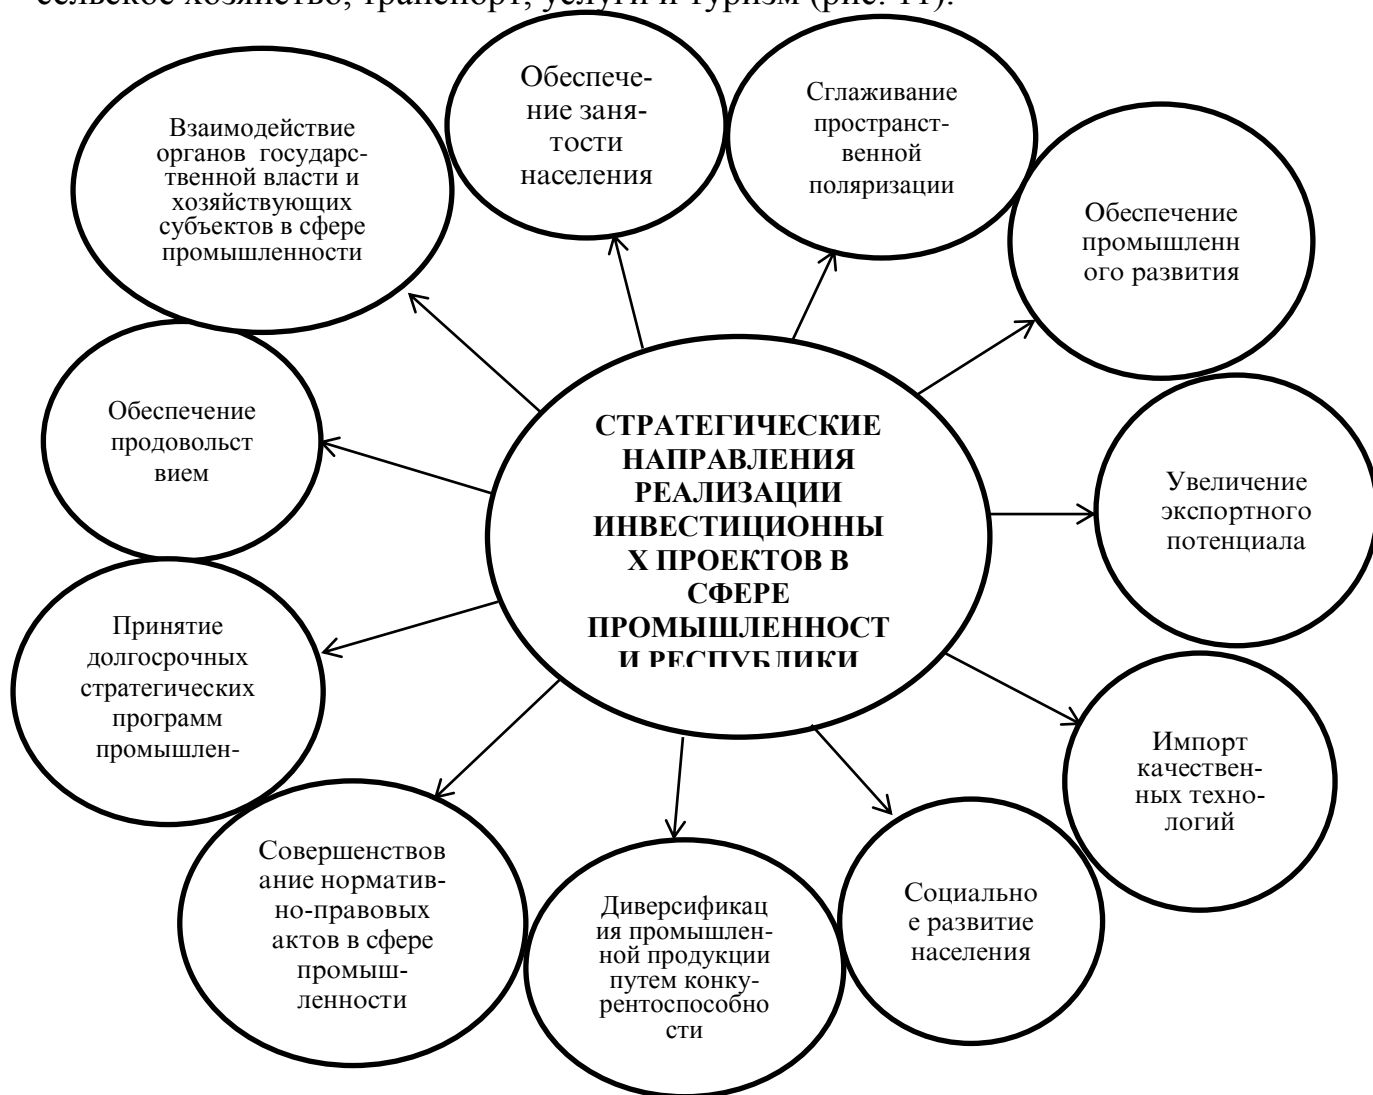 сельское хозяйство, транспорт, услуги и туризм (рис. 11).
Взаимодействие
органов государс-
твенной власти и
хозяйствующих
субъектов в сфере
промышленности
Обеспече-
ние заня-
тости
населения
Сглаживание
пространст-
венной
поляризации
Обеспечение
промышленн
ого развития
Увеличение
экспортного
потенциала
Импорт
качествен-
ных техно-
логий
Социально
е развитие
населения
Диверсификац
ия промышлен-
ной продукции
путем конку-
рентоспособно
сти
Совершенствов
ание норматив-
но-правовых
актов в сфере
промыш-
ленности
Принятие
долгосрочных
стратегических
программ
промышлен-
Обеспечение
продовольст
вием
СТРАТЕГИЧЕСКИЕ
НАПРАВЛЕНИЯ
РЕАЛИЗАЦИИ
ИНВЕСТИЦИОННЫ
Х ПРОЕКТОВ В
СФЕРЕ
ПРОМЫШЛЕННОСТ
И РЕСПУБЛИКИ